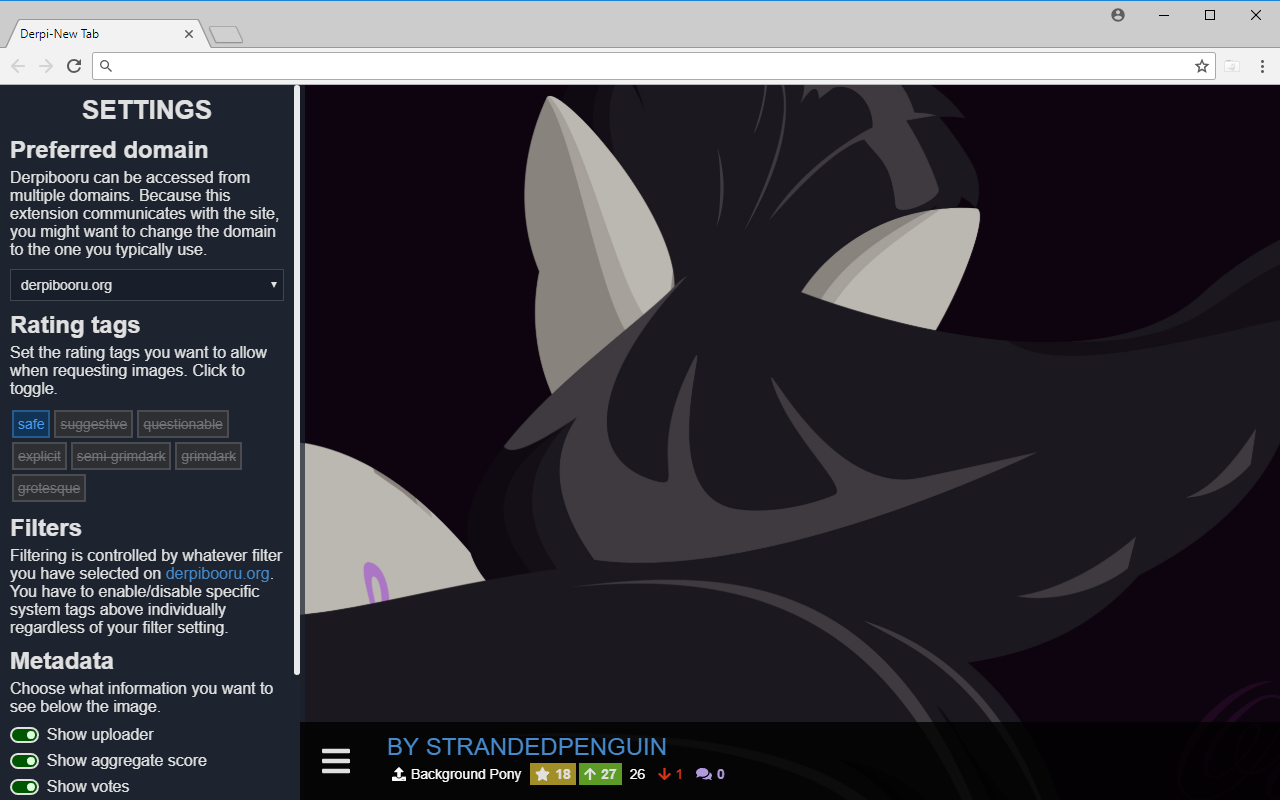 Derpi-New Tab
SETTINGS
Preferred domain
Derpibooru can be accessed from
multiple domains. Because this
extension communicates with the site,
you might want to change the domain
to the one you typically use.
derpibooru.org
Rating tags
Set the rating tags you want to allow
when requesting images. Click to
toggle.
safe suggestive questionable
explicit semi-grimdark grimdark
grotesque
Filters
Filtering is controlled by whatever filter
you have selected on derpibooru.org.
You have to enable/disable specific
system tags above individually
regardless of your filter setting.
Metadata
Choose what information you want to
see below the image.
Show uploader
Show aggregate score
Show votes
BY STRANDEDPENGUIN
Background Pony 18 27 26 1 0